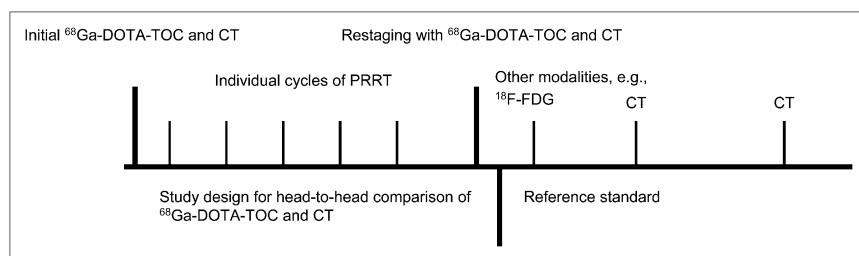 Initial ⁶⁸Ga-DOTA-TOC and CT
Restaging with ⁶⁸Ga-DOTA-TOC and CT
Individual cycles of PRRT
Other modalities, e.g.,
¹⁸F-FDG
CT
CT
Study design for head-to-head comparison of
⁶⁸Ga-DOTA-TOC and CT
Reference standard